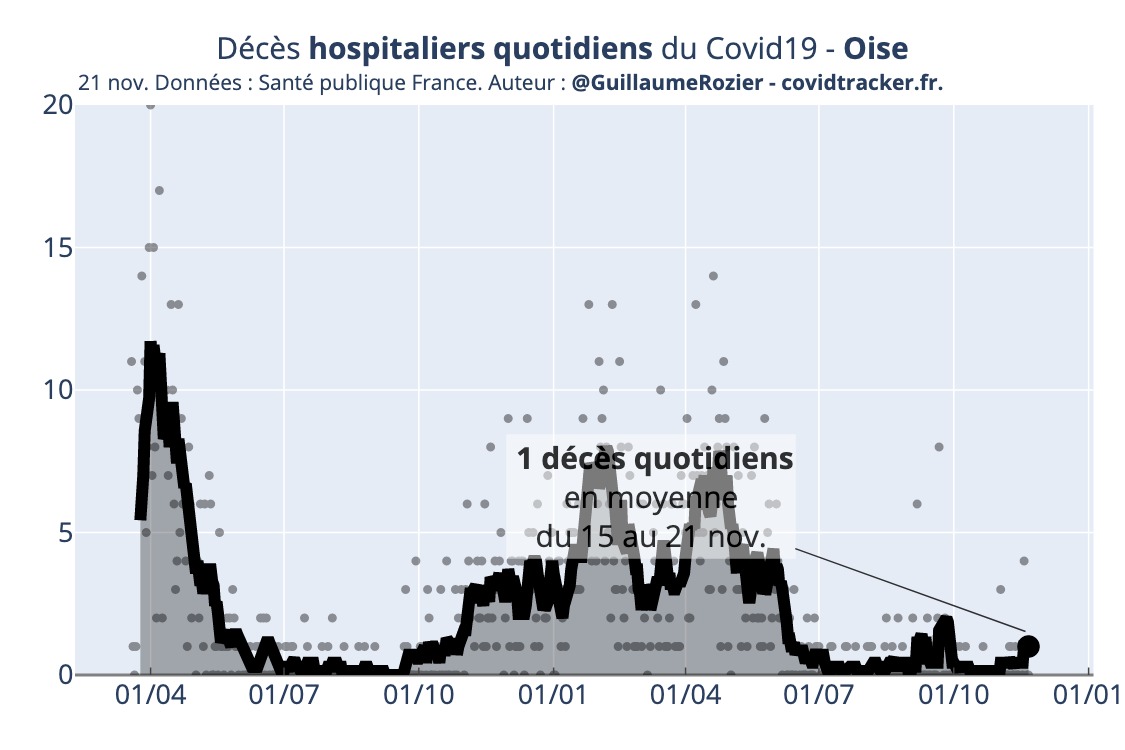 Décès hospitaliers quotidiens du Covid19 - Oise
21 nov. Données : Santé publique France. Auteur : @GuillaumeRozier - covidtracker.fr.
20
15
10
5
0
1 décès quotidiens
en moyenne
du 15 au 21 nov.
01/04 01/07 01/10 01/01 01/04 01/07 01/10 01/01